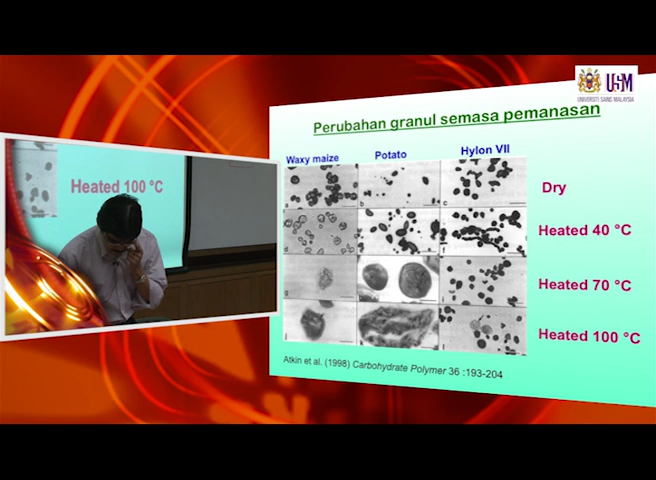 USM
UNIVERSITI SAINS MALAYSIA
Perubahan granul semasa pemanasan
Waxy maize
Potato
Hylon VII
Dry
Heated 40 °C
Heated 70 °C
Heated 100 °C
Atkin et al. (1998) Carbohydrate Polymer 36 :193-204
Heated 100 °C
a
b
c
d
e
f
g